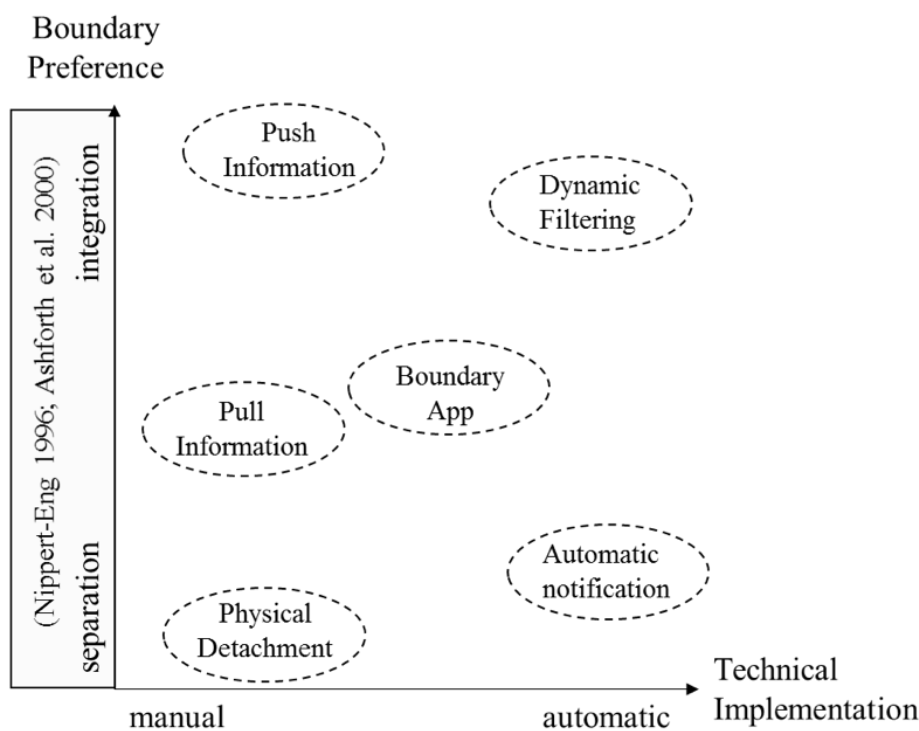 Boundary
Preference
(Nippert-Eng 1996; Ashforth et al. 2000)
integration
separation
Push
Information
Dynamic
Filtering
Boundary
App
Pull
Information
Automatic
notification
Physical
Detachment
manual
automatic
Technical
Implementation